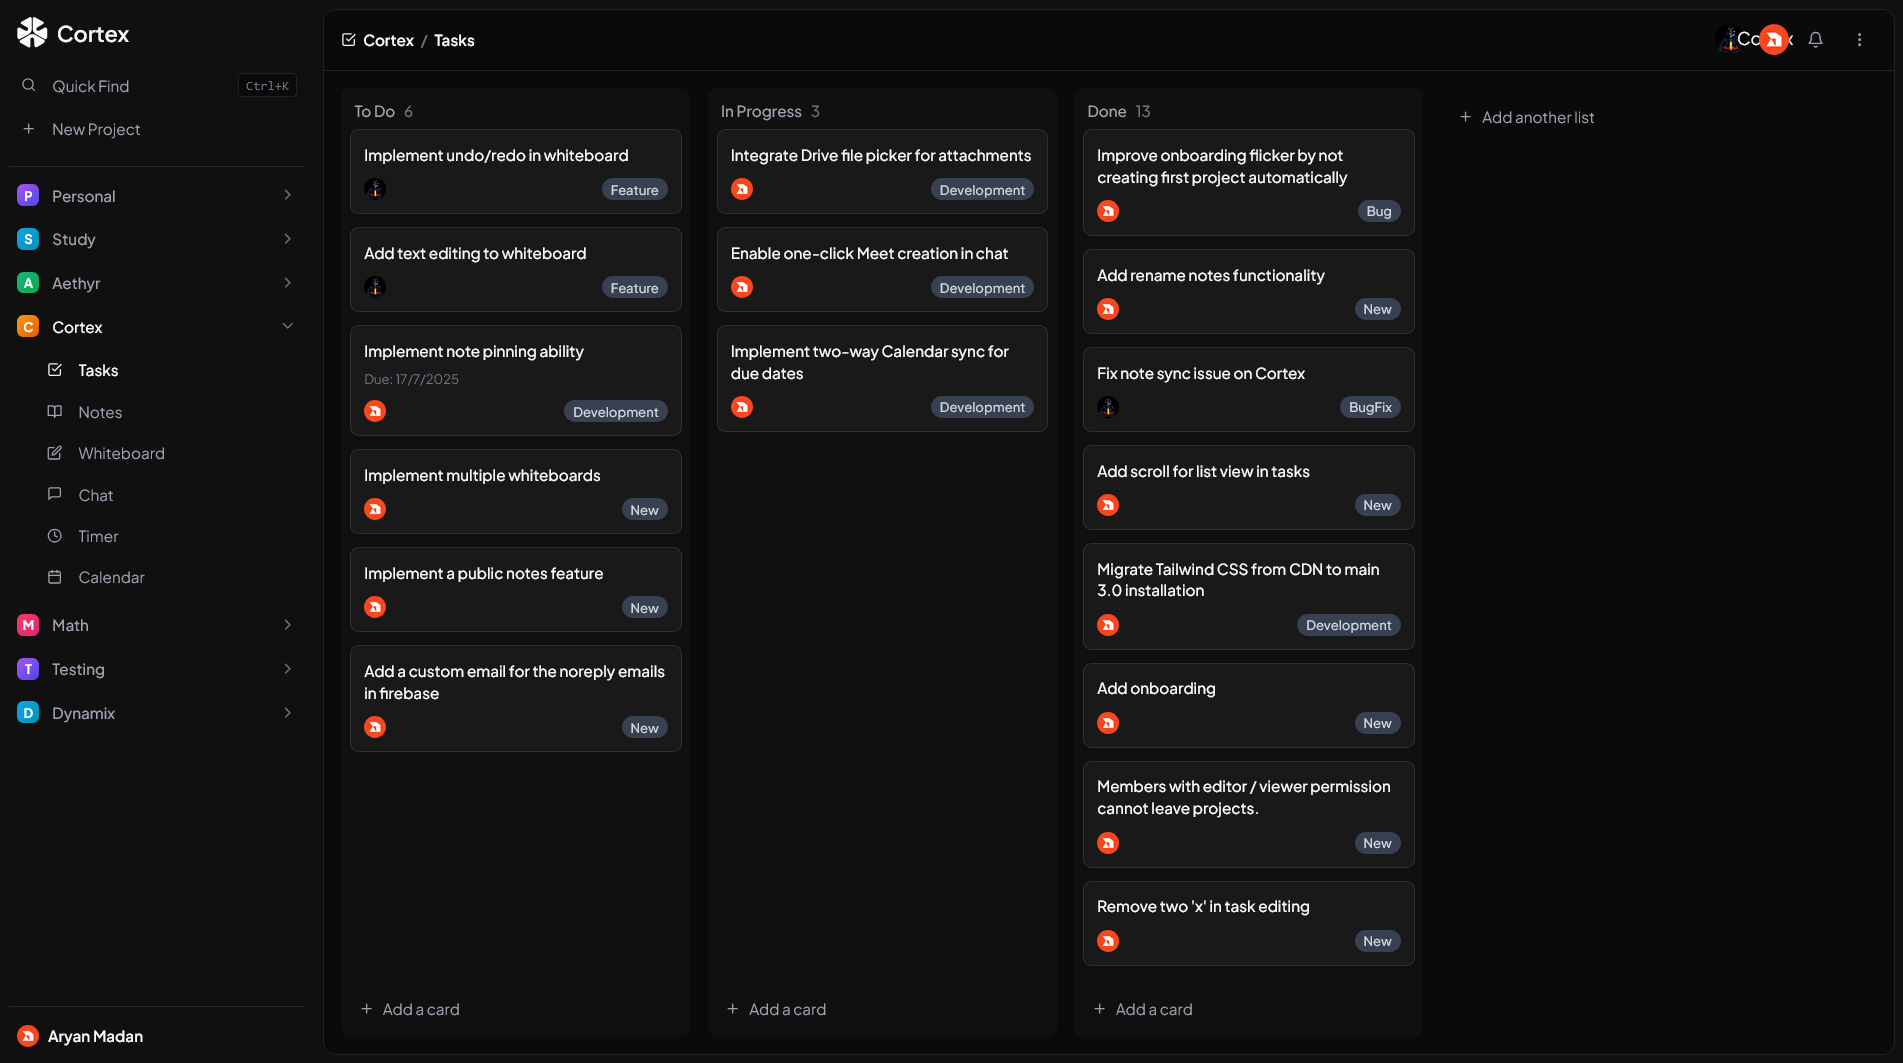 Cortex
Quick Find
Ctrl+K
New Project
P
Personal
S
Study
A
Aethyr
C
Cortex
Tasks
Notes
Whiteboard
Chat
Timer
Calendar
M
Math
T
Testing
D
Dynamix
Aryan Madan
Cortex / Tasks
To Do 6
Implement undo/redo in whiteboard
Feature
Add text editing to whiteboard
Feature
Implement note pinning ability
Due: 17/7/2025
Development
Implement multiple whiteboards
New
Implement a public notes feature
New
Add a custom email for the noreply emails
in firebase
New
Add a card
In Progress 3
Integrate Drive file picker for attachments
Development
Enable one-click Meet creation in chat
Development
Implement two-way Calendar sync for
due dates
Development
Add a card
Done 13
Improve onboarding flicker by not
creating first project automatically
Bug
Add rename notes functionality
New
Fix note sync issue on Cortex
BugFix
Add scroll for list view in tasks
New
Migrate Tailwind CSS from CDN to main
3.0 installation
Development
Add onboarding
New
Members with editor / viewer permission
cannot leave projects.
New
Remove two 'x' in task editing
New
Add a card
Add another list